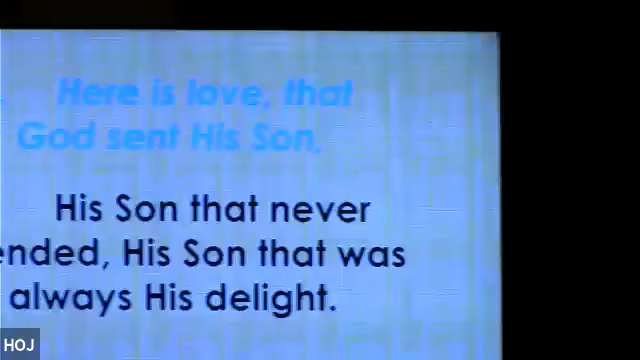 Here is love, that
God sent His Son,
His Son that never
ended, His Son that was
always His delight.
HOJ